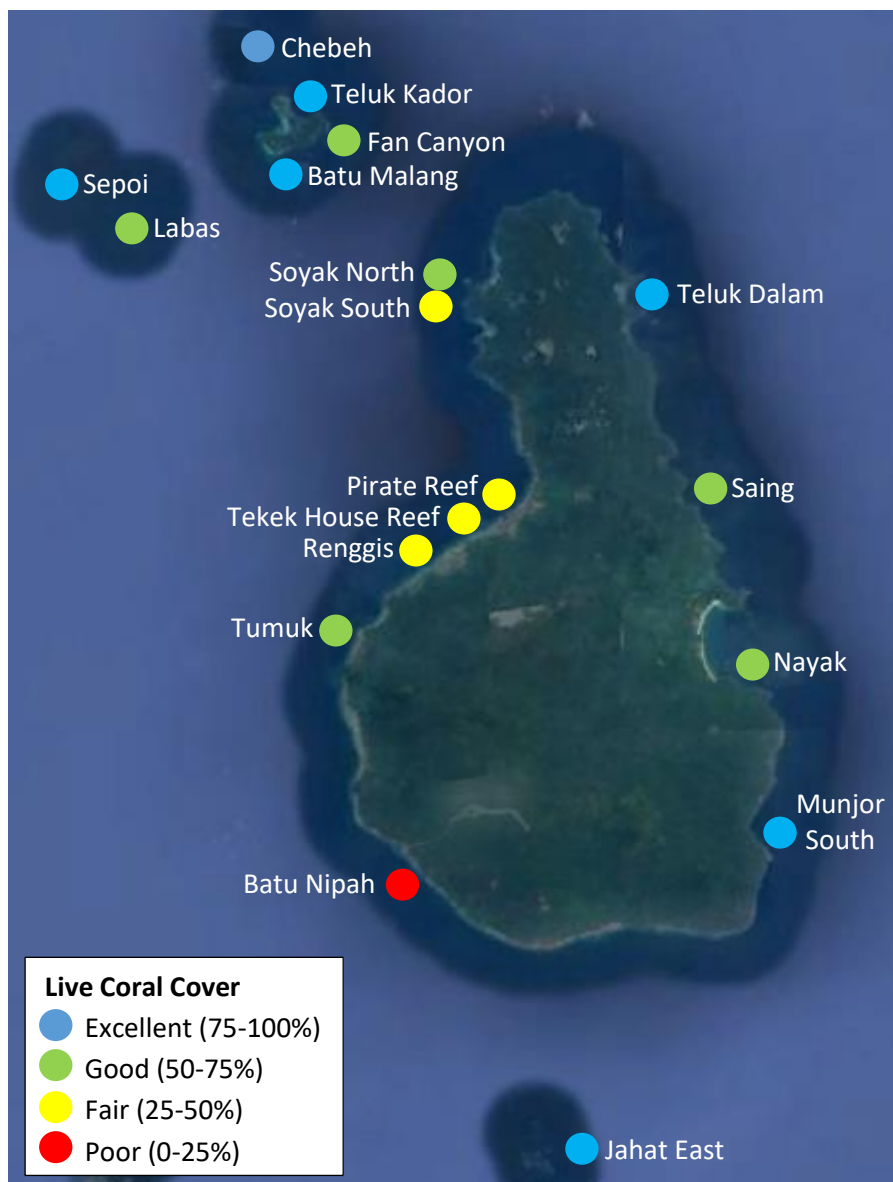 Chebeh
Teluk Kador
Fan Canyon
Batu Malang
Sepoi
Labas
Soyak North
Soyak South
Teluk Dalam
Pirate Reef
Saing
Tekek House Reef
Renggis
Tumuk
Nayak
Munjor
South
Batu Nipah
Live Coral Cover
Excellent (75-100%)
Good (50-75%)
Fair (25-50%)
Poor (0-25%)
Jahat East